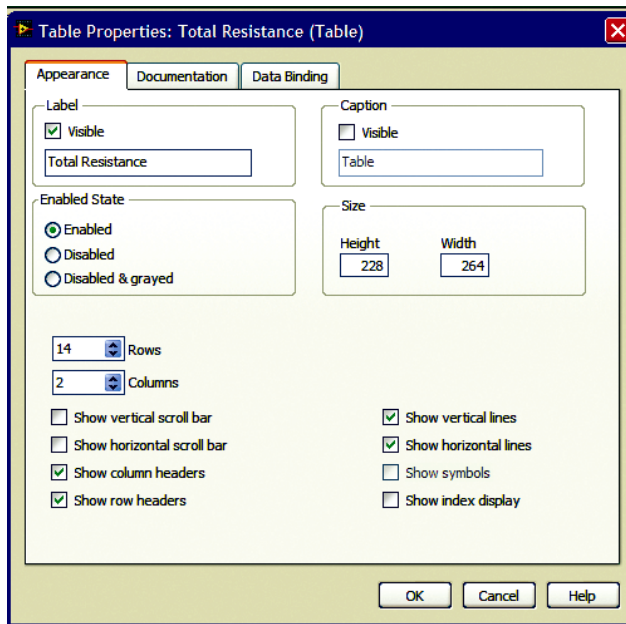 Table Properties: Total Resistance (Table)
Appearance
Documentation
Data Binding
Label
Visible
Total Resistance
Caption
Visible
Table
Enabled State
Enabled
Disabled
Disabled & grayed
Size
Height
Width
228
264
14 Rows
2 Columns
Show vertical scroll bar
Show horizontal scroll bar
Show column headers
Show row headers
Show vertical lines
Show horizontal lines
Show symbols
Show index display
OK
Cancel
Help